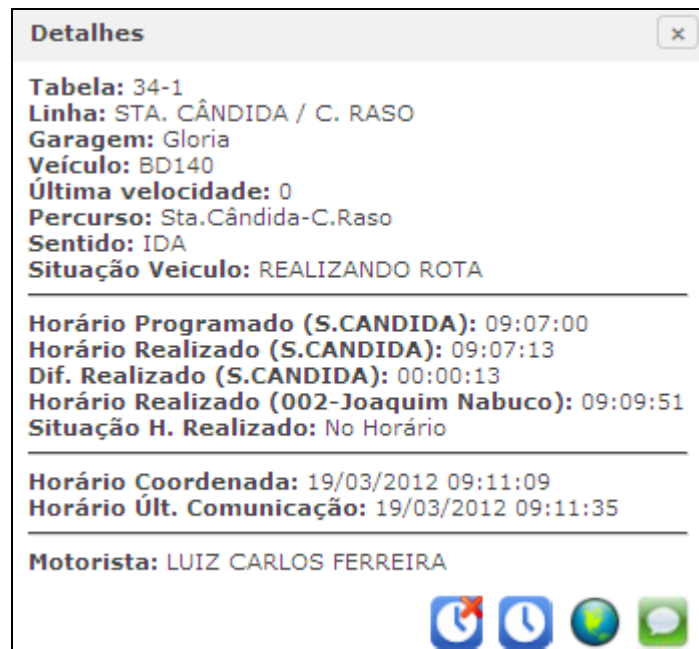 Detalhes
Tabela: 34-1
Linha: STA. CÂNDIDA / C. RASO
Garagem: Gloria
Veículo: BD140
Última velocidade: 0
Percurso: Sta.Cândida-C.Raso
Sentido: IDA
Situação Veiculo: REALIZANDO ROTA
Horário Programado (S.CANDIDA): 09:07:00
Horário Realizado (S.CANDIDA): 09:07:13
Dif. Realizado (S.CANDIDA): 00:00:13
Horário Realizado (002-Joaquim Nabuco): 09:09:51
Situação H. Realizado: No Horário
Horário Coordenada: 19/03/2012 09:11:09
Horário Últ. Comunicação: 19/03/2012 09:11:35
Motorista: LUIZ CARLOS FERREIRA